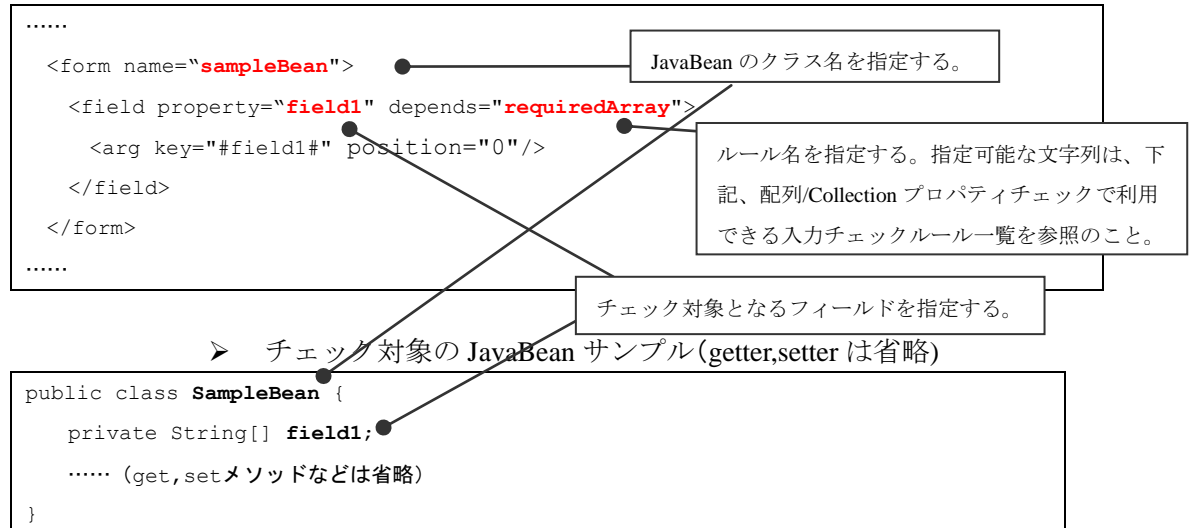 ……
<form name=“sampleBean">
JavaBean のクラス名を指定する。
<field property=“field1" depends="requiredArray">
<arg key="#field1#" position="0"/>
ルール名を指定する。指定可能な文字列は、下
記、配列/Collection プロパティチェックで利用
できる入力チェックルール一覧を参照のこと。
</field>
</form>
……
チェック対象となるフィールドを指定する。
➢ チェック対象の JavaBean サンプル(getter,setter は省略)
public class SampleBean {
private String[] field1;
……（get,setメソッドなどは省略）
}